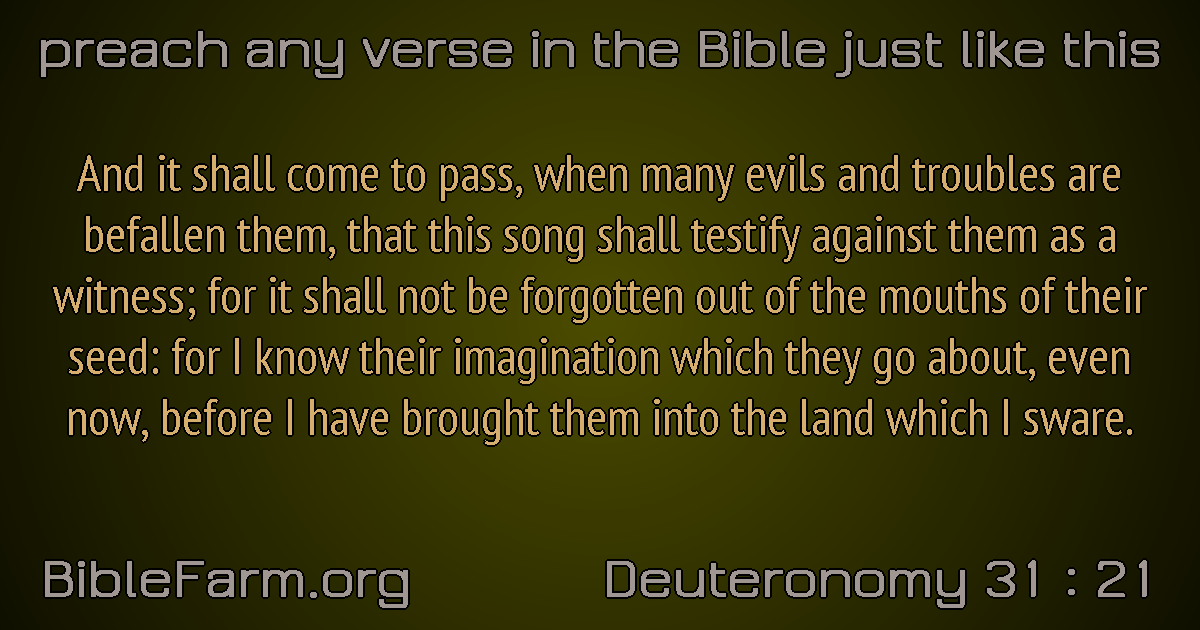 preach any verse in the Bible just like this
And it shall come to pass, when many evils and troubles are
befallen them, that this song shall testify against them as a
witness; for it shall not be forgotten out of the mouths of their
seed: for I know their imagination which they go about, even
now, before I have brought them into the land which I sware.
BibleFarm.org
Deuteronomy 31 : 21